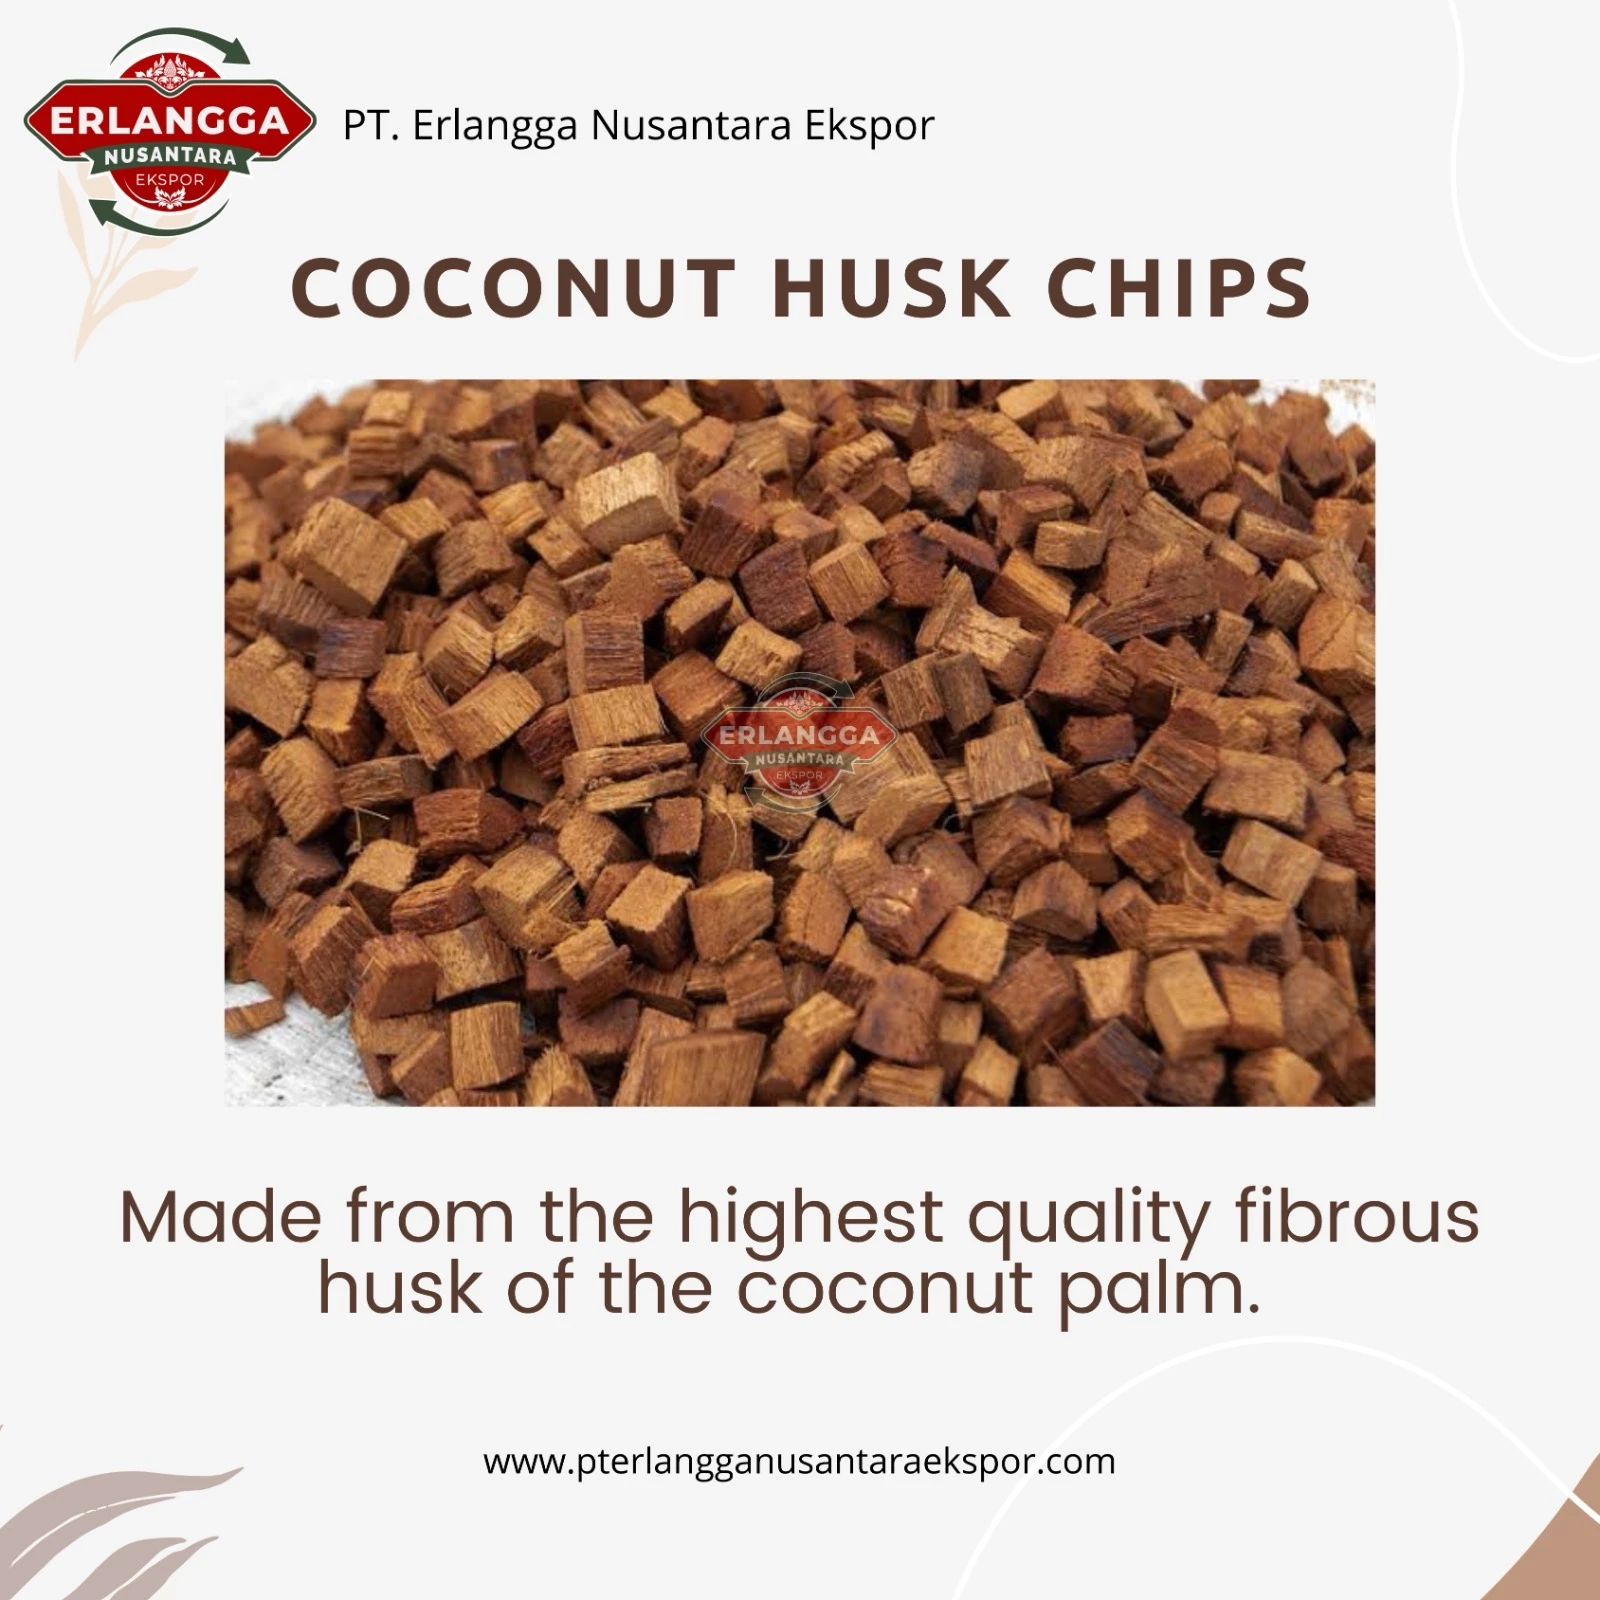 ERLANGGA
NUSANTARA
EKSPOR
PT. Erlangga Nusantara Ekspor
COCONUT HUSK CHIPS
ERLANGGA
NUSANTARA
EKSPOR
Made from the highest quality fibrous
husk of the coconut palm.
www.pterlangganusantaraekspor.com